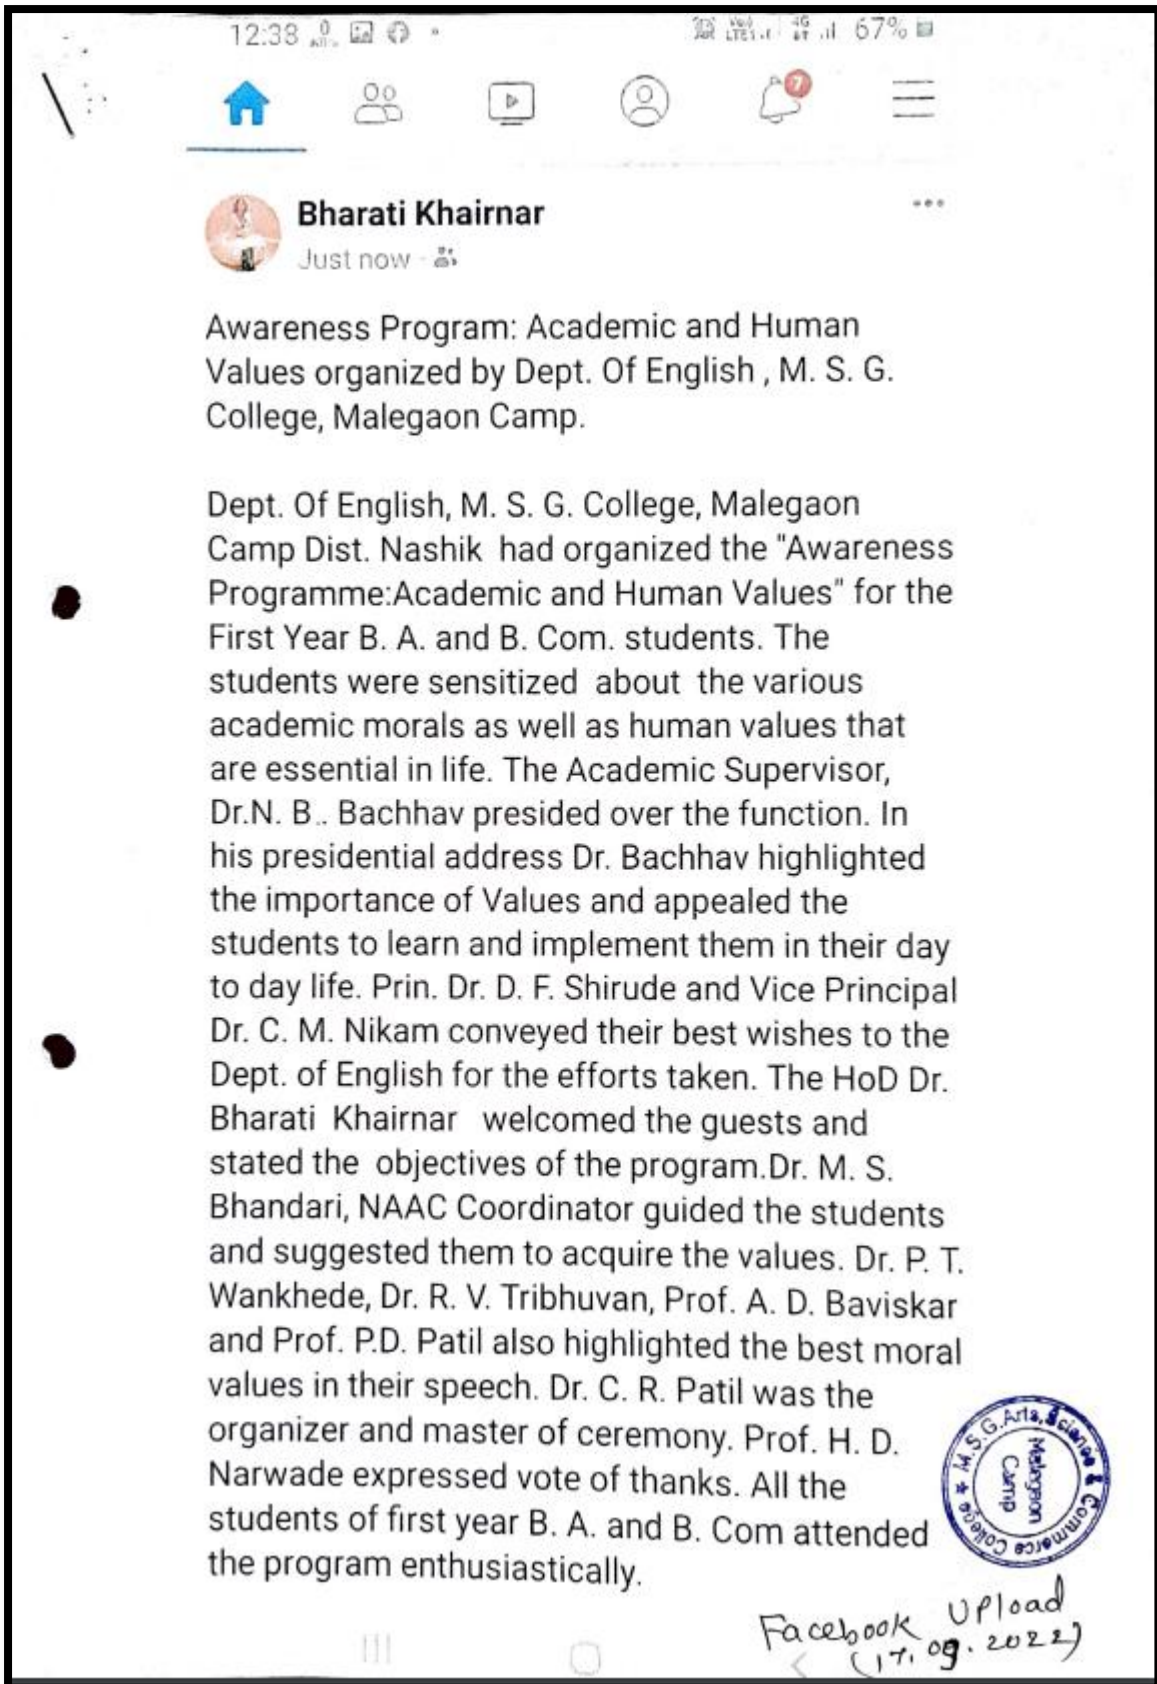 12:38
67%
7
Bharati Khairnar
Just now
Awareness Program: Academic and Human
Values organized by Dept. Of English , M. S. G.
College, Malegaon Camp.
Dept. Of English, M. S. G. College, Malegaon
Camp Dist. Nashik had organized the "Awareness
Programme:Academic and Human Values" for the
First Year B. A. and B. Com. students. The
students were sensitized about the various
academic morals as well as human values that
are essential in life. The Academic Supervisor,
Dr.N. B.. Bachhav presided over the function. In
his presidential address Dr. Bachhav highlighted
the importance of Values and appealed the
students to learn and implement them in their day
to day life. Prin. Dr. D. F. Shirude and Vice Principal
Dr. C. M. Nikam conveyed their best wishes to the
Dept. of English for the efforts taken. The HoD Dr.
Bharati Khairnar welcomed the guests and
stated the objectives of the program.Dr. M. S.
Bhandari, NAAC Coordinator guided the students
and suggested them to acquire the values. Dr. P. T.
Wankhede, Dr. R. V. Tribhuvan, Prof. A. D. Baviskar
and Prof. P.D. Patil also highlighted the best moral
values in their speech. Dr. C. R. Patil was the
organizer and master of ceremony. Prof. H. D.
Narwade expressed vote of thanks. All the
students of first year B. A. and B. Com attended
the program enthusiastically.
M.S.G.Arts, Science & Commerce College
Malegaon
Camp
Facebook Upload
(17.09.2022)